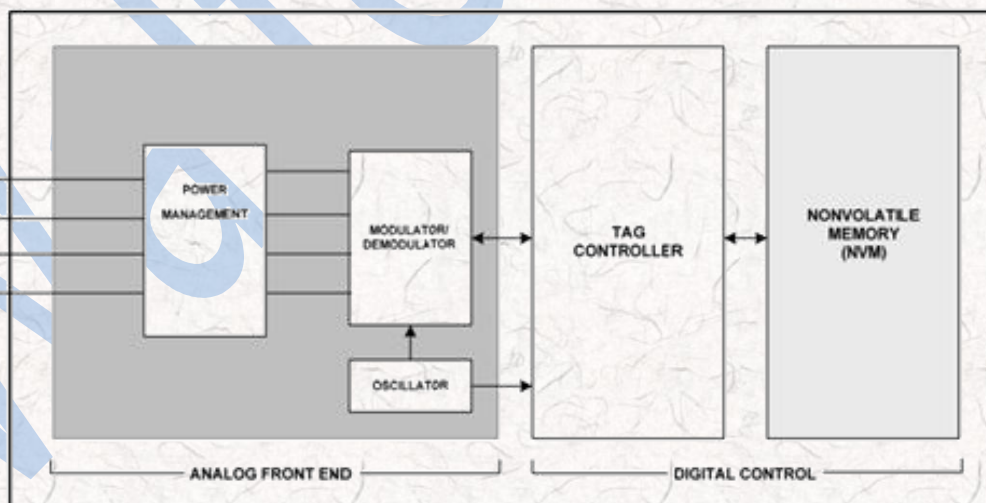 POWER
MANAGEMENT
MODULATOR/
DEMODULATOR
OSCILLATOR
TAG
CONTROLLER
NONVOLATILE
MEMORY
(NVM)
ANALOG FRONT END
DIGITAL CONTROL